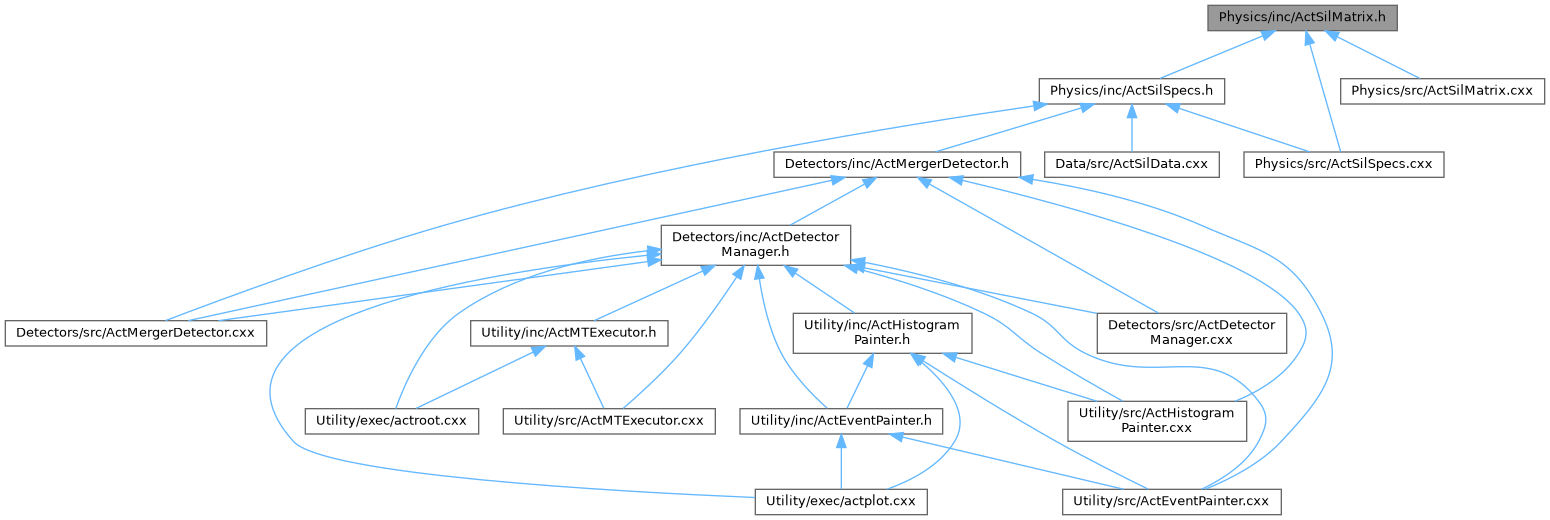 Physics/inc/ActSilMatrix.h
Physics/inc/ActSilSpecs.h
Physics/src/ActSilMatrix.cxx
Detectors/inc/ActMergerDetector.h
Data/src/ActSilData.cxx
Physics/src/ActSilSpecs.cxx
Detectors/inc/ActDetector
Manager.h
Detectors/src/ActMergerDetector.cxx
Utility/inc/ActMTExecutor.h
Utility/inc/ActHistogram
Painter.h
Detectors/src/ActDetector
Manager.cxx
Utility/exec/actroot.cxx
Utility/src/ActMTExecutor.cxx
Utility/inc/ActEventPainter.h
Utility/src/ActHistogram
Painter.cxx
Utility/exec/actplot.cxx
Utility/src/ActEventPainter.cxx